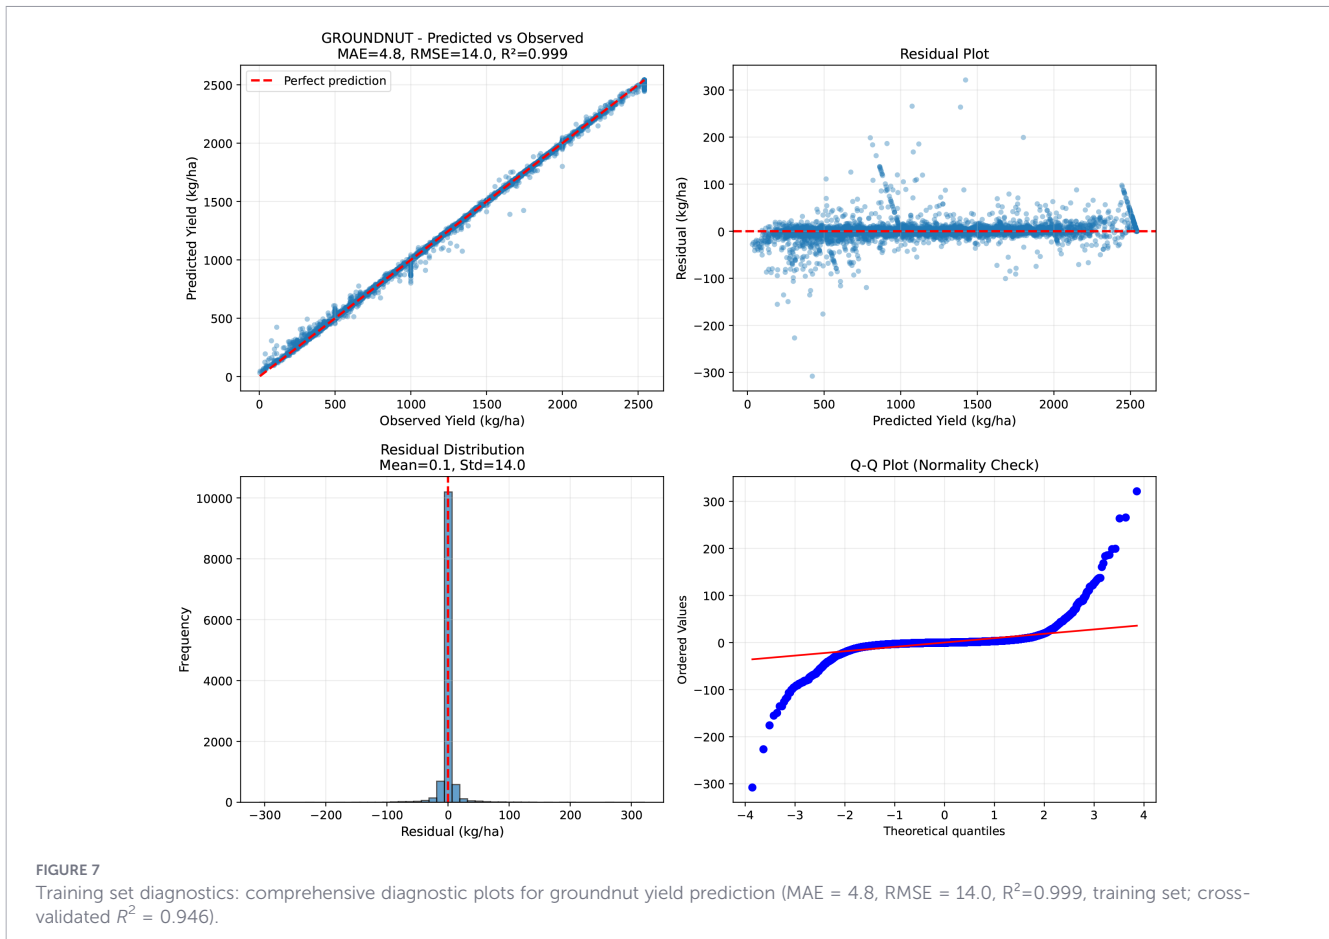 GROUNDNUT - Predicted vs Observed
MAE=4.8, RMSE=14.0, R²=0.999
Perfect prediction
Predicted Yield (kg/ha)
2500
2000
1500
1000
500
0
0 500 1000 1500 2000 2500
Observed Yield (kg/ha)
Residual Plot
Residual (kg/ha)
300
200
100
0
−100
−200
−300
0 500 1000 1500 2000 2500
Predicted Yield (kg/ha)
Residual Distribution
Mean=0.1, Std=14.0
Frequency
10000
8000
6000
4000
2000
0
−300 −200 −100 0 100 200 300
Residual (kg/ha)
Q-Q Plot (Normality Check)
Ordered Values
300
200
100
0
−100
−200
−300
−4 −3 −2 −1 0 1 2 3 4
Theoretical quantiles
FIGURE 7
Training set diagnostics: comprehensive diagnostic plots for groundnut yield prediction (MAE = 4.8, RMSE = 14.0, R²=0.999, training set; cross-
validated R² = 0.946).